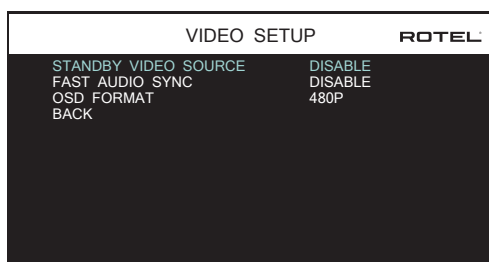 VIDEO SETUP ROTEL
STANDBY VIDEO SOURCE DISABLE
FAST AUDIO SYNC DISABLE
OSD FORMAT 480P
BACK